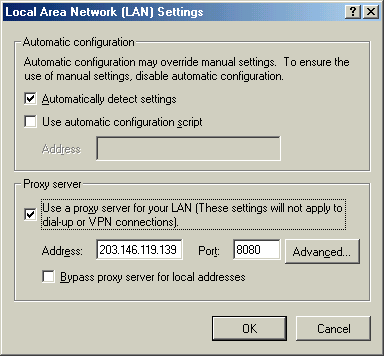 Local Area Network (LAN) Settings
Automatic configuration
Automatic configuration may override manual settings. To ensure the
use of manual settings, disable automatic configuration.
Automatically detect settings
Use automatic configuration script
Address
Proxy server
Use a proxy server for your LAN (These settings will not apply to
dial-up or VPN connections).
Address: 203.146.119.139 Port: 8080 Advanced...
Bypass proxy server for local addresses
OK Cancel